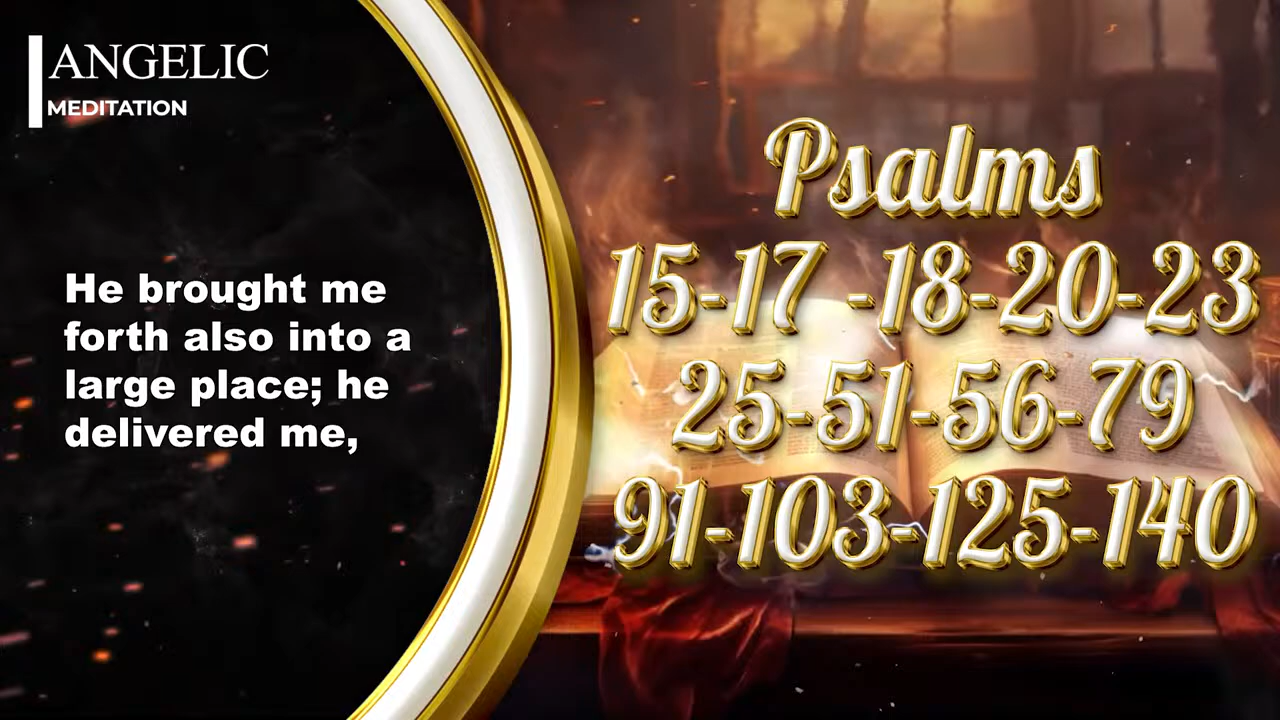 ANGELIC
MEDITATION
He brought me
forth also into a
large place; he
delivered me,
Psalms
15-17 -18-20-23
25-51-56-79
91-103-125-140